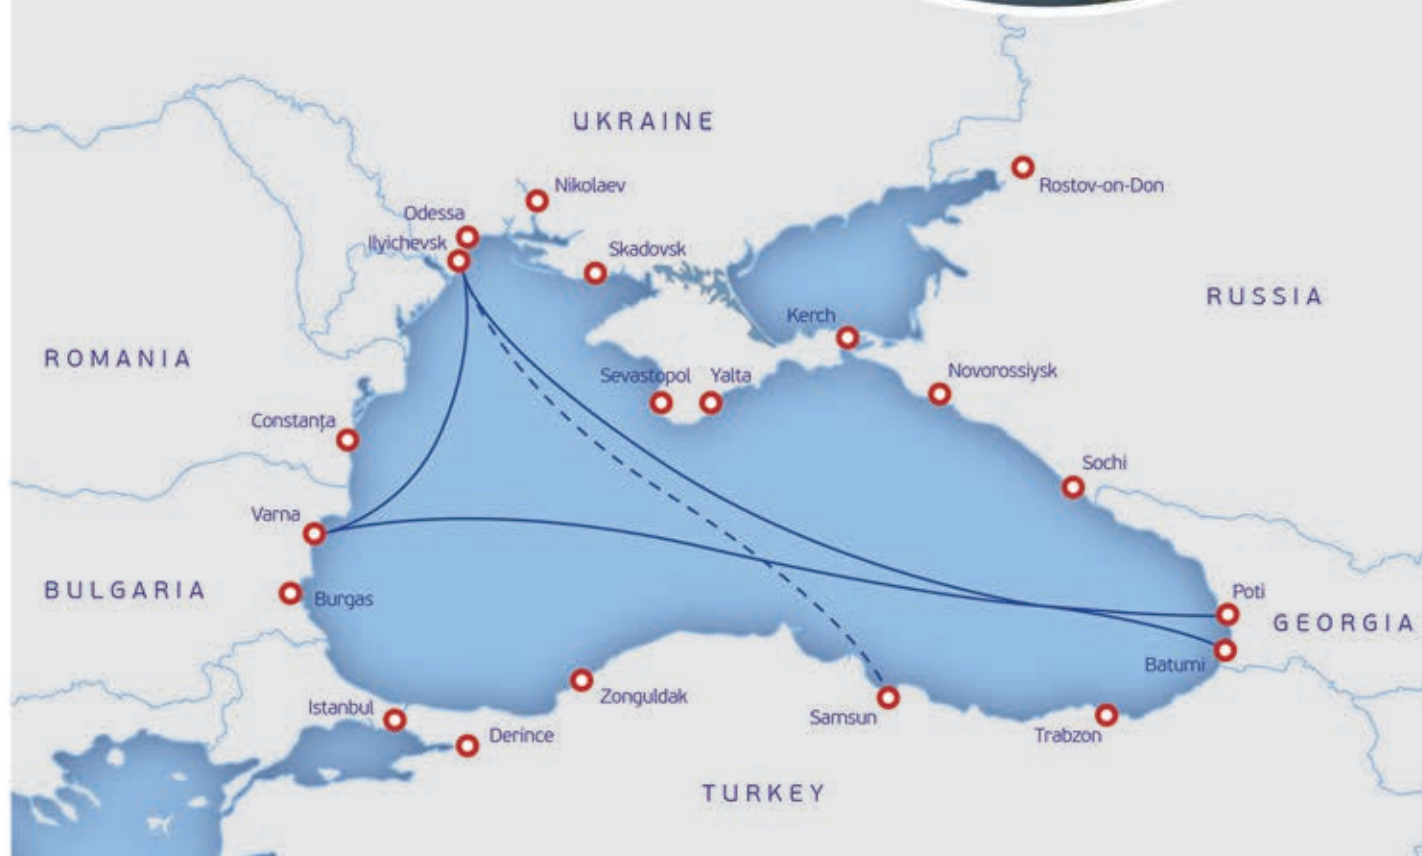 UKRAINE
Rostov-on-Don
Nikolaev
Odessa
Ilyichevsk
Skadovsk
RUSSIA
Kerch
ROMANIA
Sevastopol
Yalta
Novorossiysk
Constanța
Sochi
Varna
BULGARIA
Burgas
Poti
GEORGIA
Batumi
Zonguldak
Istanbul
Samsun
Derince
Trabzon
TURKEY